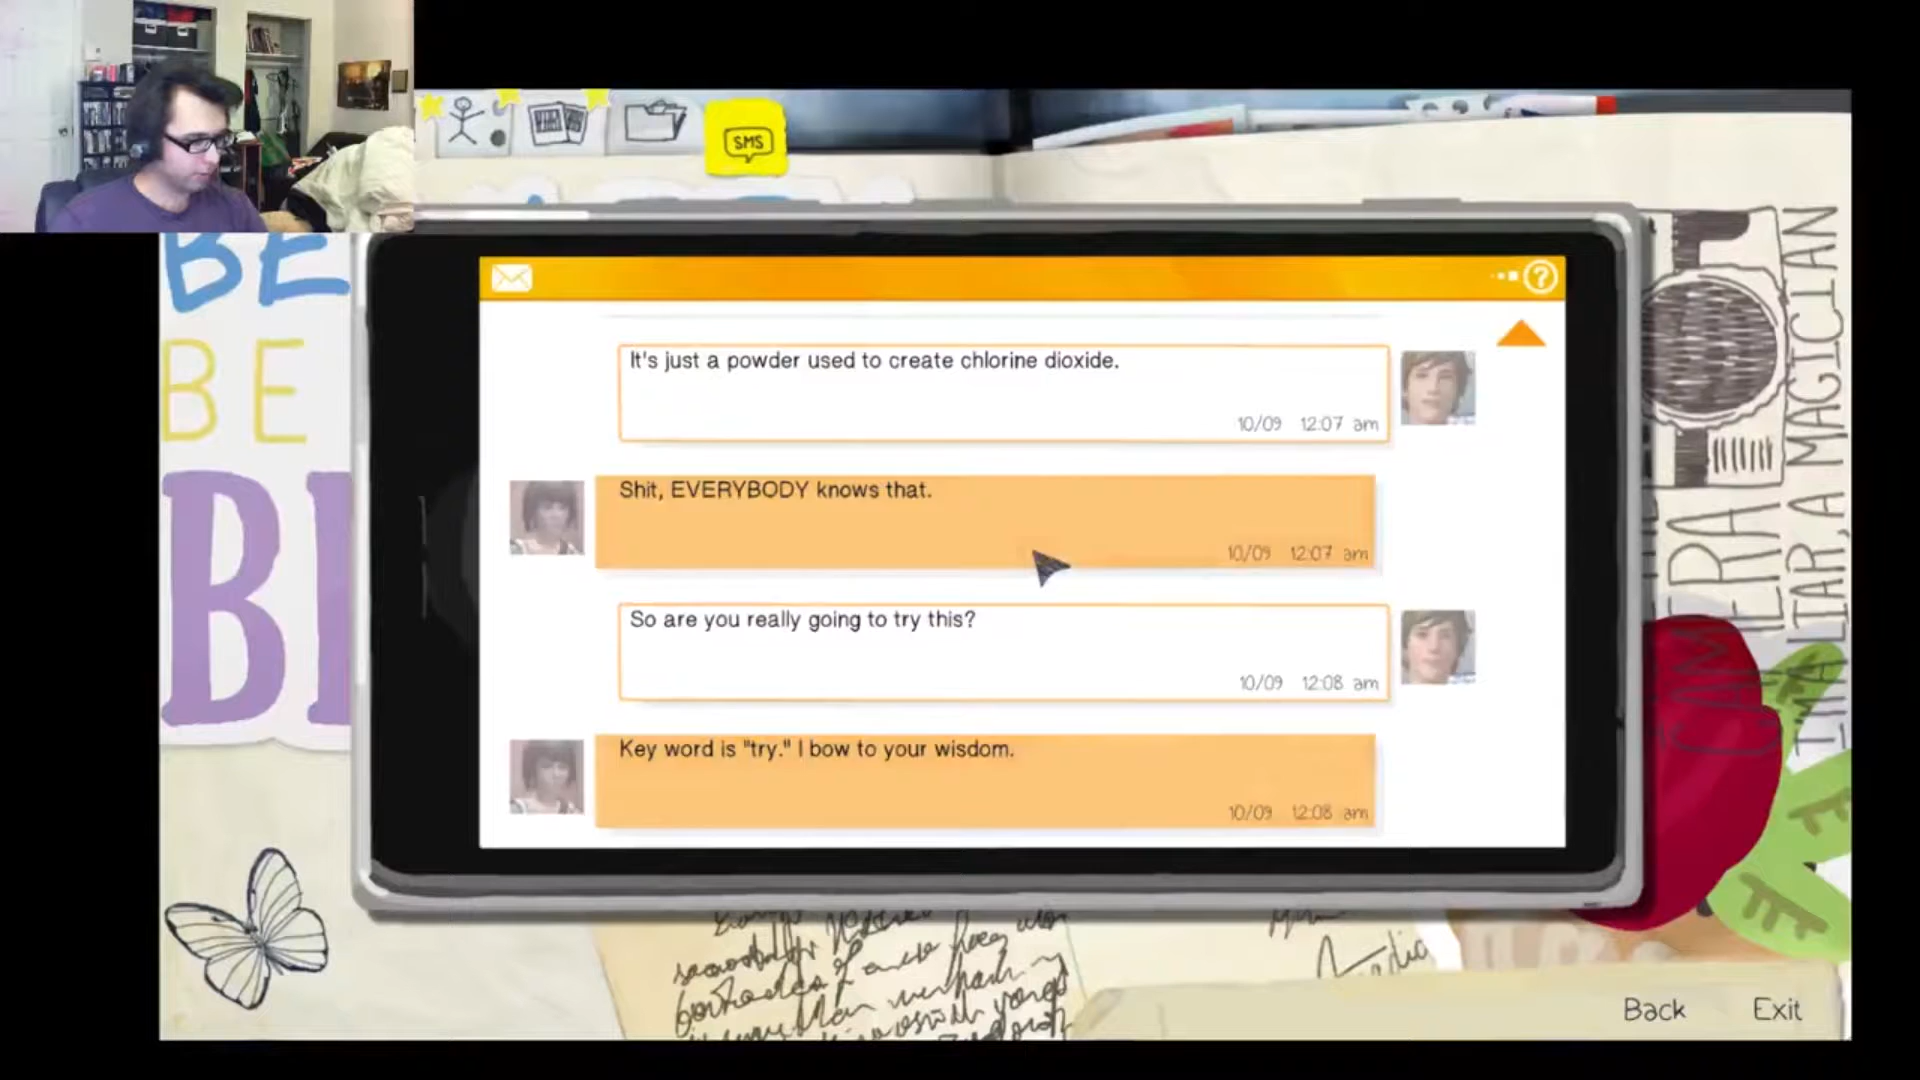 SMS
BE
BE
It's just a powder used to create chlorine dioxide.
10/09 12:07 am
Shit, EVERYBODY knows that.
10/09 12:07 am
So are you really going to try this?
10/09 12:08 am
Key word is "try." I bow to your wisdom.
10/09 12:08 am
CAMERA
LIAR, A MAGICIAN
Back Exit